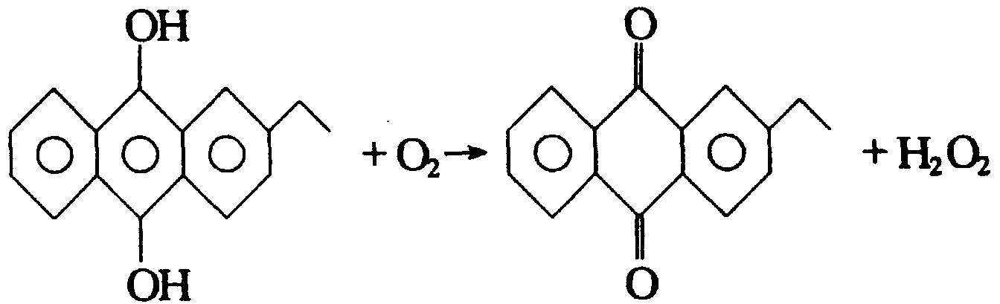 OH O
+ O₂ → + H₂O₂
OH O